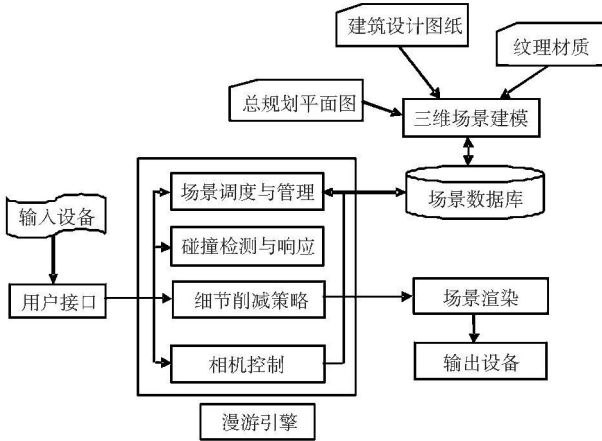 建筑设计图纸
纹理材质
总规划平面图
三维场景建模
场景调度与管理
场景数据库
输入设备
碰撞检测与响应
用户接口
细节削减策略
场景渲染
相机控制
输出设备
漫游引擎